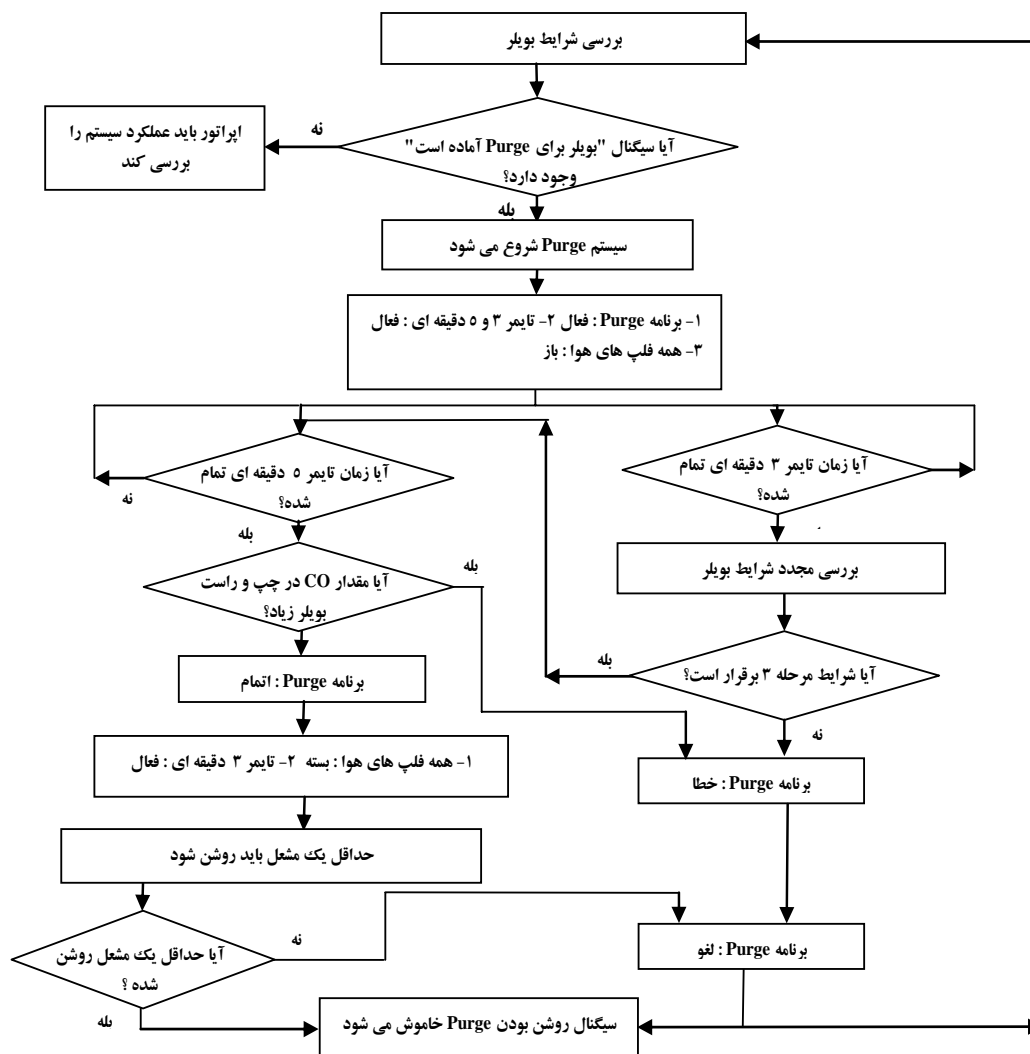 بررسی شرایط بویلر
اپراتور باید عملکرد سیستم را
بررسی کند
نه
آیا سیگنال "بویلر برای Purge آماده است"
وجود دارد؟
بله
سیستم Purge شروع می شود
۱- برنامه Purge : فعال ۲- تایمر ۳ و ۵ دقیقه ای : فعال
۳- همه فلپ های هوا : باز
آیا زمان تایمر ۳ دقیقه ای تمام
شده؟
آیا زمان تایمر ۵ دقیقه ای تمام
شده؟
نه
بله
بررسی مجدد شرایط بویلر
آیا مقدار CO در چپ و راست
بویلر زیاد؟
بله
آیا شرایط مرحله ۳ برقرار است؟
بله
نه
برنامه Purge : اتمام
۱- همه فلپ های هوا : بسته ۲- تایمر ۳ دقیقه ای : فعال
برنامه Purge : خطا
حداقل یک مشعل باید روشن شود
آیا حداقل یک مشعل روشن
شده ؟
نه
بله
برنامه Purge : لغو
سیگنال روشن بودن Purge خاموش می شود